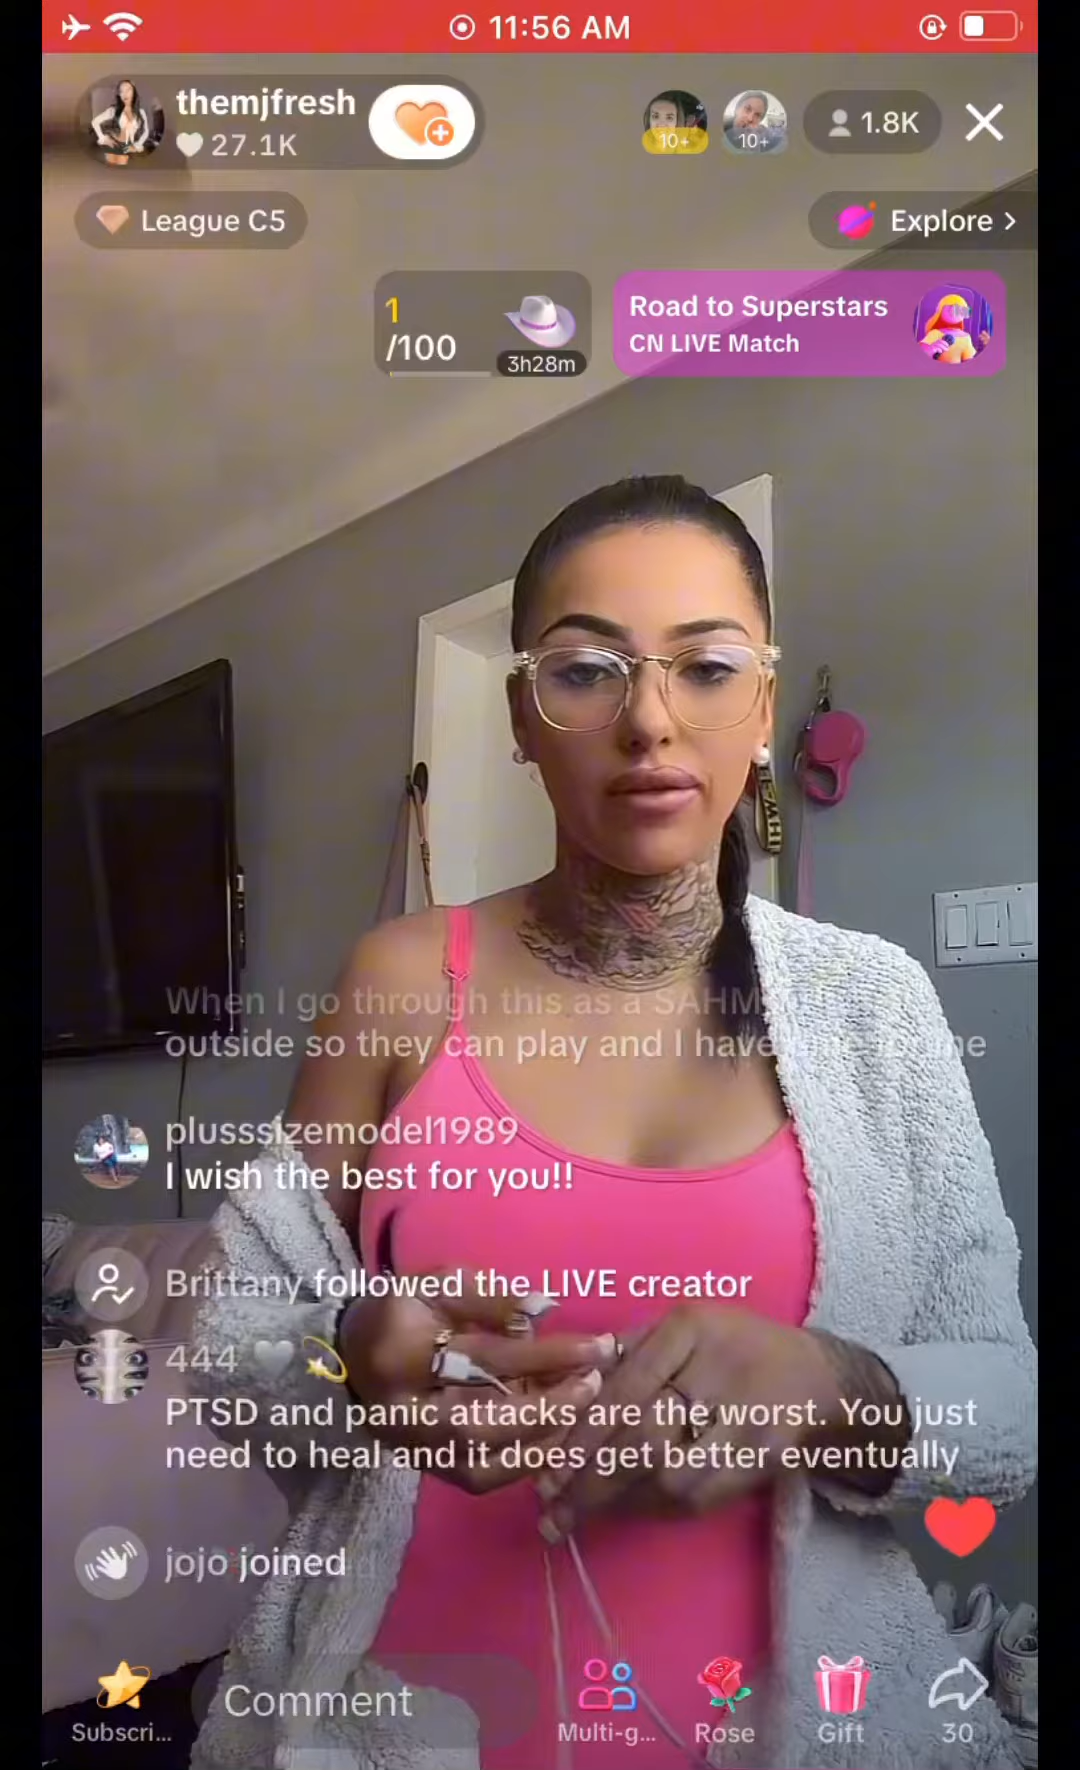 11:56 AM
themjfresh
27.1K
10+
10+
1.8K
League C5
Explore >
1
/100
3h28m
Road to Superstars
CN LIVE Match
When I go through this as a SAHM
outside so they can play and I have me
plusssizemodel1989
I wish the best for you!!
Brittany followed the LIVE creator
444
PTSD and panic attacks are the worst. You just
need to heal and it does get better eventually
jojo joined
Subscri...
Comment
Multi-g...
Rose
Gift
30